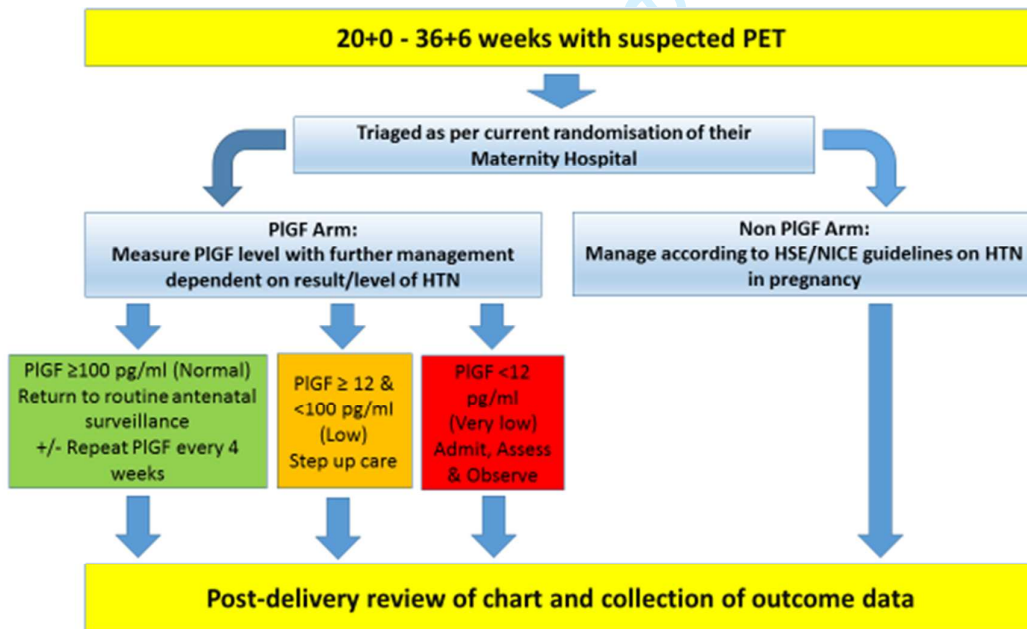 20+0 - 36+6 weeks with suspected PET
Triaged as per current randomisation of their
Maternity Hospital
PlGF Arm:
Measure PlGF level with further management
dependent on result/level of HTN
Non PlGF Arm:
Manage according to HSE/NICE guidelines on HTN
in pregnancy
PlGF ≥100 pg/ml (Normal)
Return to routine antenatal
surveillance
+/- Repeat PlGF every 4
weeks
PlGF ≥ 12 &
<100 pg/ml
(Low)
Step up care
PlGF <12
pg/ml
(Very low)
Admit, Assess
& Observe
Post-delivery review of chart and collection of outcome data